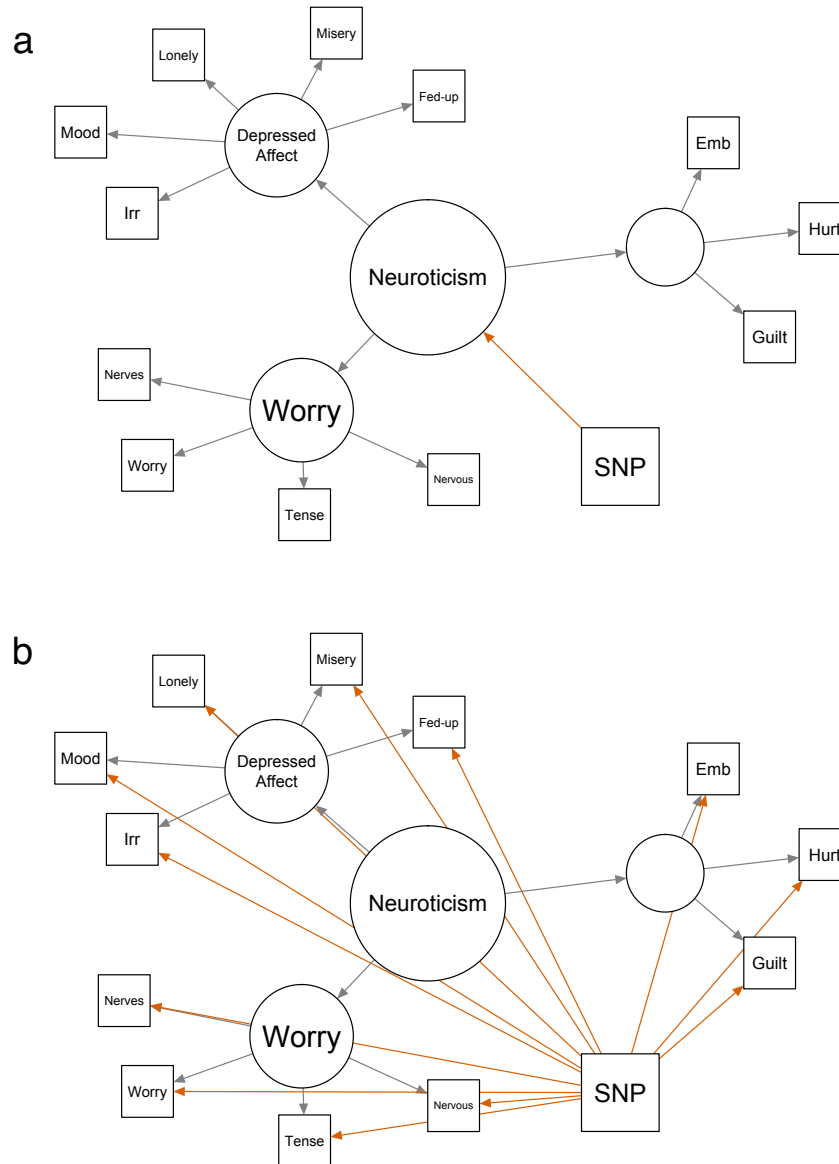 a
Misery
Lonely
Fed-up
Mood
Depressed
Affect
Emb
Irr
Hurt
Neuroticism
Guilt
Nerves
Worry
Worry
SNP
Nervous
Tense
b
Misery
Lonely
Fed-up
Mood
Depressed
Affect
Emb
Irr
Hurt
Neuroticism
Guilt
Nerves
Worry
Worry
SNP
Nervous
Tense